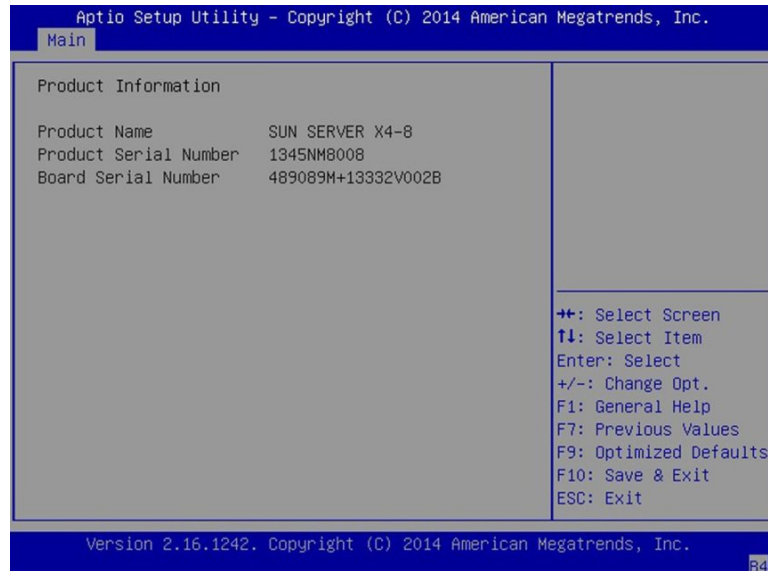 Aptio Setup Utility – Copyright (C) 2014 American Megatrends, Inc.
Main
Product Information
Product Name SUN SERVER X4-8
Product Serial Number 1345NM8008
Board Serial Number 489089M+13332V002B
→←: Select Screen
↑↓: Select Item
Enter: Select
+/-: Change Opt.
F1: General Help
F7: Previous Values
F9: Optimized Defaults
F10: Save & Exit
ESC: Exit
Version 2.16.1242. Copyright (C) 2014 American Megatrends, Inc.
B4